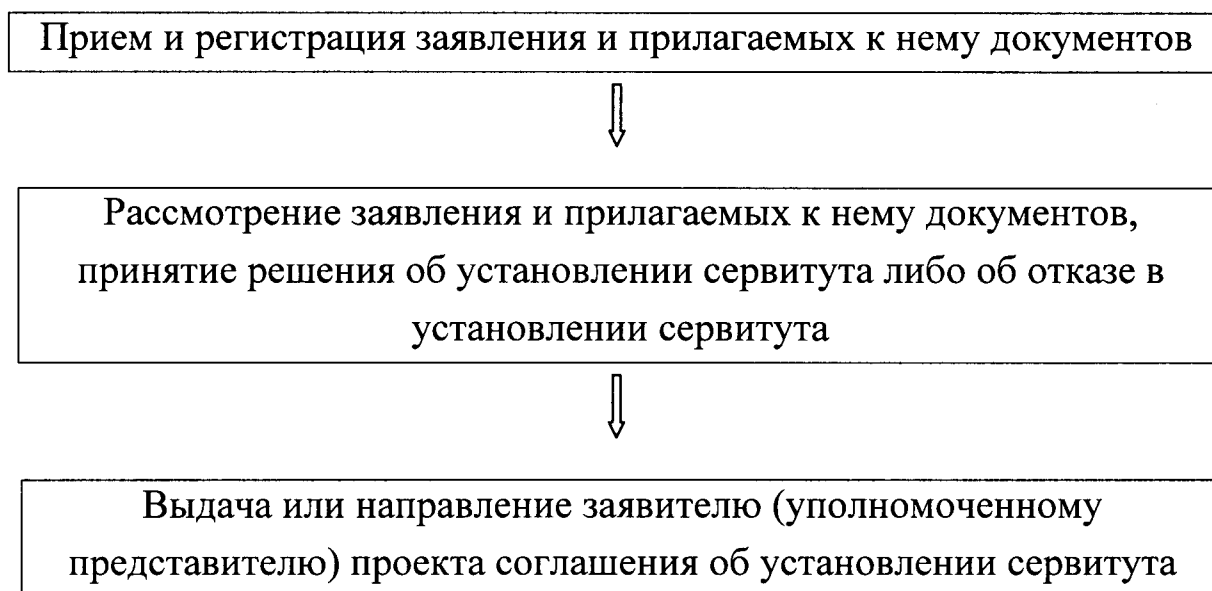 Прием и регистрация заявления и прилагаемых к нему документов
Рассмотрение заявления и прилагаемых к нему документов,
принятие решения об установлении сервитута либо об отказе в
установлении сервитута
Выдача или направление заявителю (уполномоченному
представителю) проекта соглашения об установлении сервитута